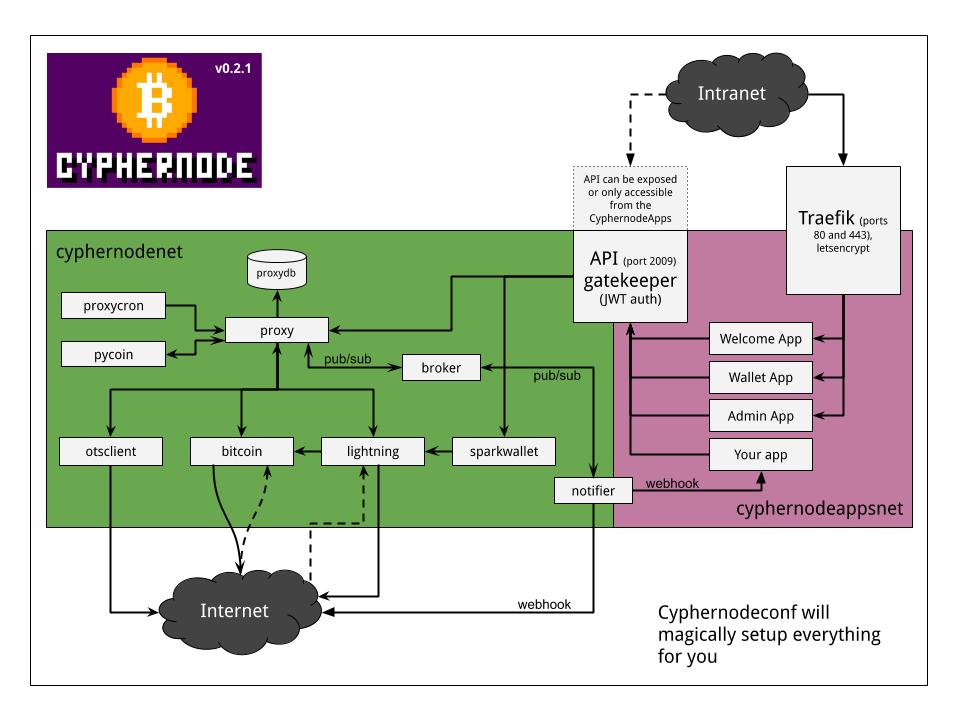 v0.2.1
CYPHERNODE
Intranet
API can be exposed
or only accessible
from the
CyphernodeApps
Traefik (ports
80 and 443),
letsencrypt
cyphernodenet
API (port 2009)
gatekeeper
(JWT auth)
proxydb
proxycron
proxy
pycoin
pub/sub
broker
pub/sub
Welcome App
Wallet App
Admin App
Your app
otsclient
bitcoin
lightning
sparkwallet
notifier
webhook
cyphernodeappsnet
Internet
webhook
Cyphernodeconf will
magically setup everything
for you